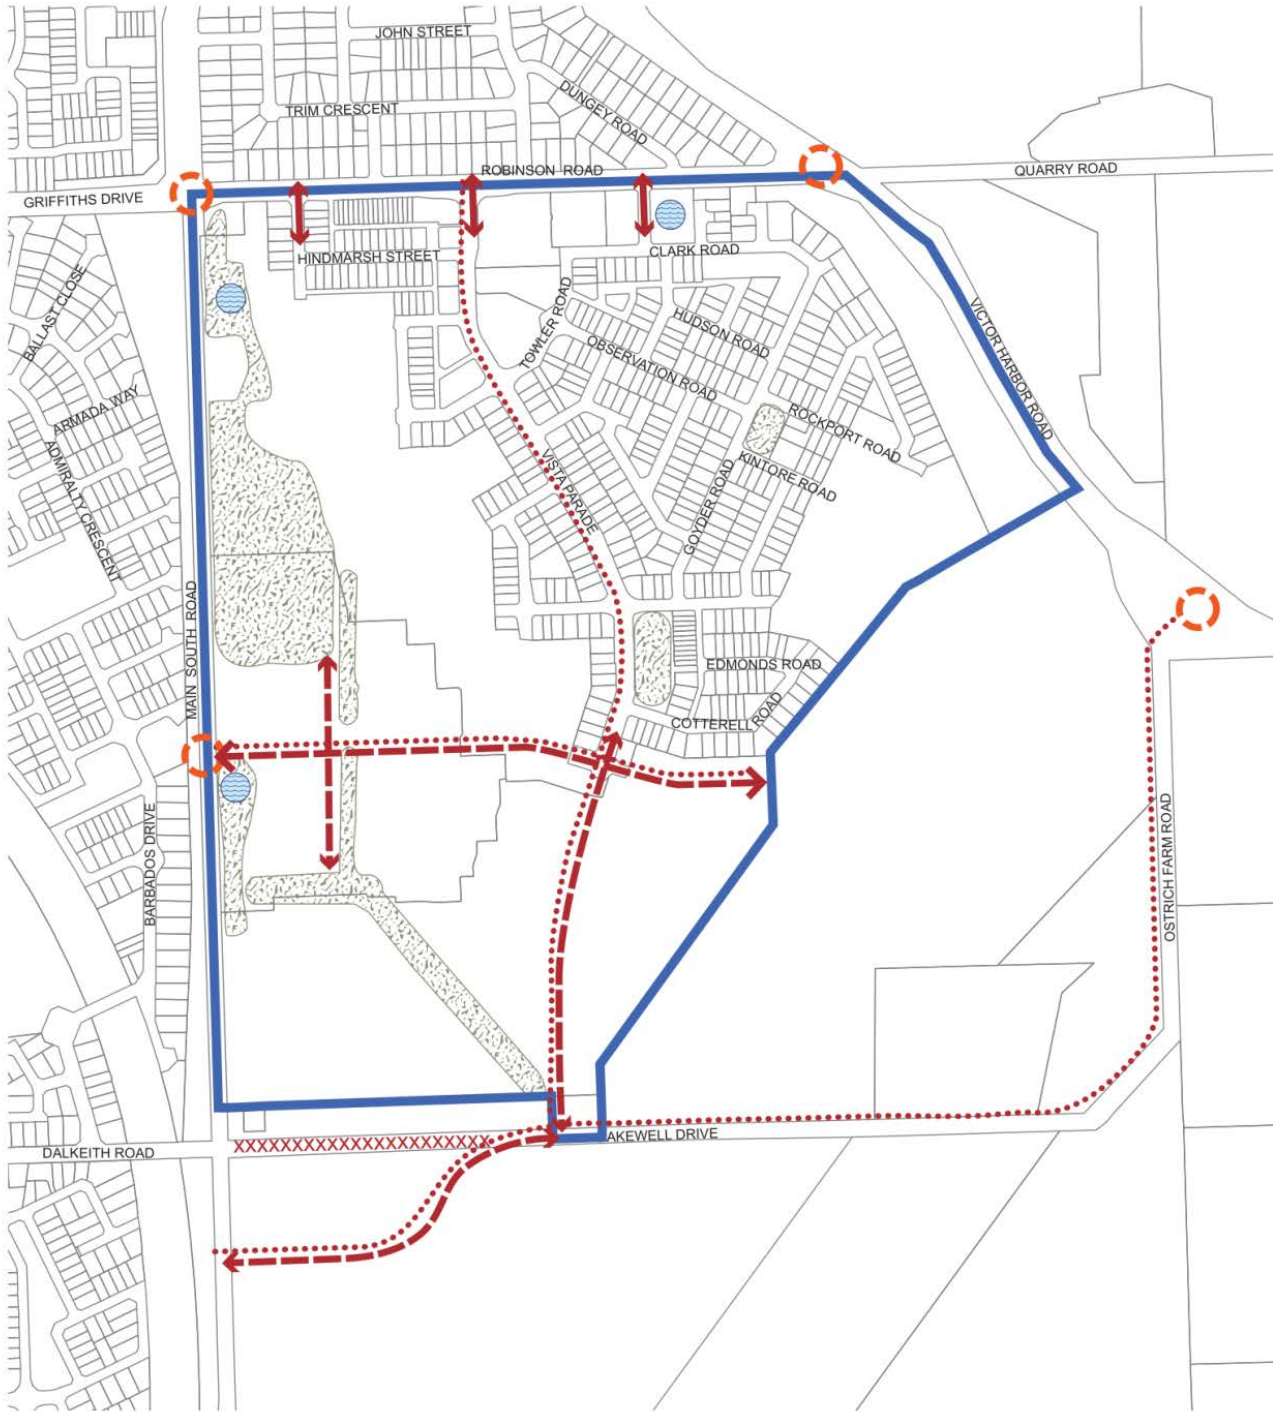 JOHN STREET
DUNGEY ROAD
TRIM CRESCENT
ROBINSON ROAD
QUARRY ROAD
GRIFFITHS DRIVE
HINDMARSH STREET
CLARK ROAD
BALLAST CLOSE
TOWLER ROAD
HUDSON ROAD
OBSERVATION ROAD
VICTOR HARBOR ROAD
ARMADA WAY
ROCKPORT ROAD
ADMIRALTY CRESCENT
VISTA PARADE
KINTORE ROAD
GOYDER ROAD
MAIN SOUTH ROAD
EDMONDS ROAD
COTTERELL ROAD
BARBADOS DRIVE
OSTRICH FARM ROAD
AKEWELL DRIVE
XXXXXXXXXXXXXXXXXXXXXXXXXXXX
DALKEITH ROAD